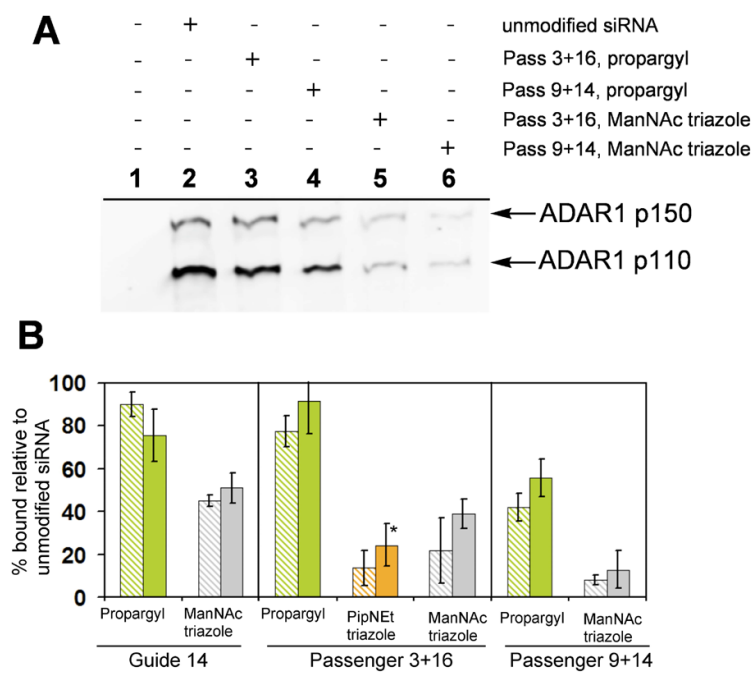 A
- + - - - - unmodified siRNA
- - + - - - Pass 3+16, propargyl
- - - + - - Pass 9+14, propargyl
- - - - + - Pass 3+16, ManNAc triazole
- - - - - + Pass 9+14, ManNAc triazole
1 2 3 4 5 6
ADAR1 p150
ADAR1 p110
B
% bound relative to
unmodified siRNA
100
80
60
40
20
0
*
Propargyl
ManNAc
triazole
Propargyl
PipNEt
triazole
ManNAc
triazole
Propargyl
ManNAc
triazole
Guide 14
Passenger 3+16
Passenger 9+14